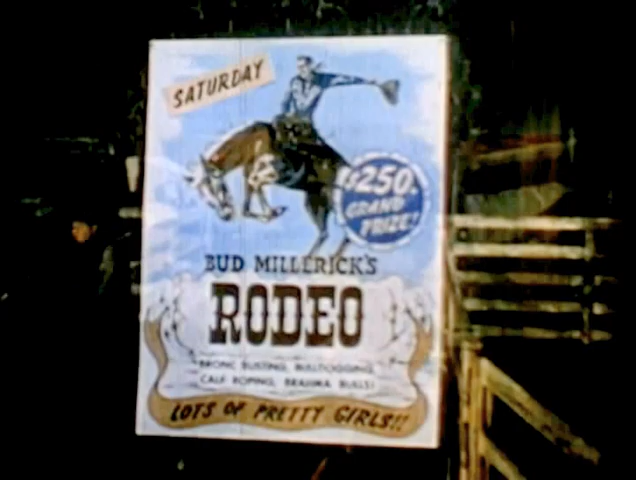 SATURDAY
$250.
GRAND
PRIZE!
BUD MILLERICK'S
RODEO
BRONC BUSTING, BULLDOGGING,
CALF ROPING, BRAHMA BULLS!
LOTS OF PRETTY GIRLS!!